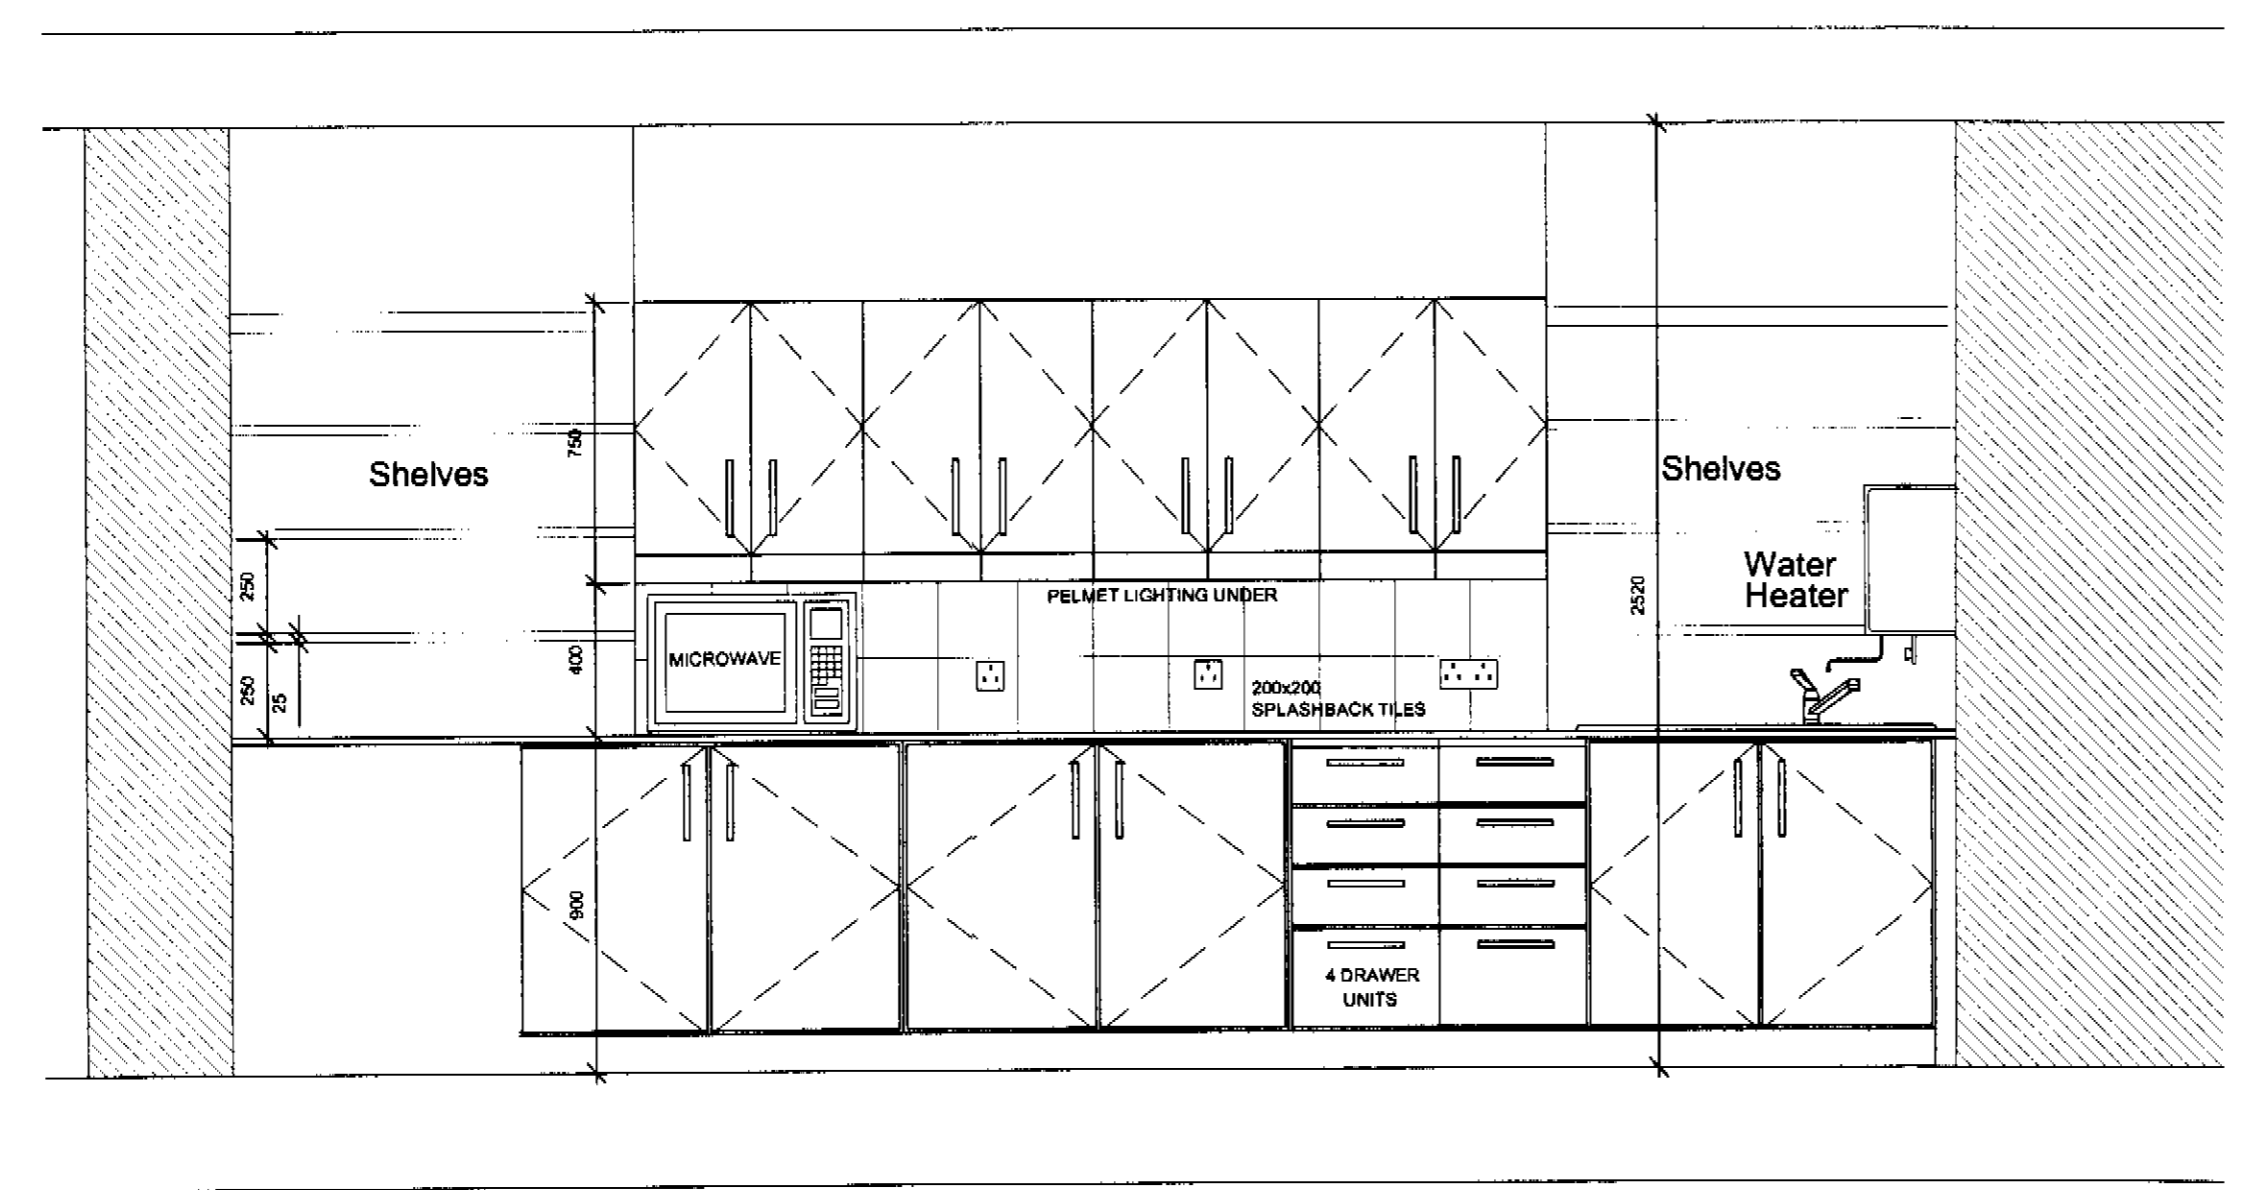 750
Shelves
Shelves
250
Water
Heater
2520
PELMET LIGHTING UNDER
400
MICROWAVE
250
25
200x200
SPLASHBACK TILES
900
4 DRAWER
UNITS